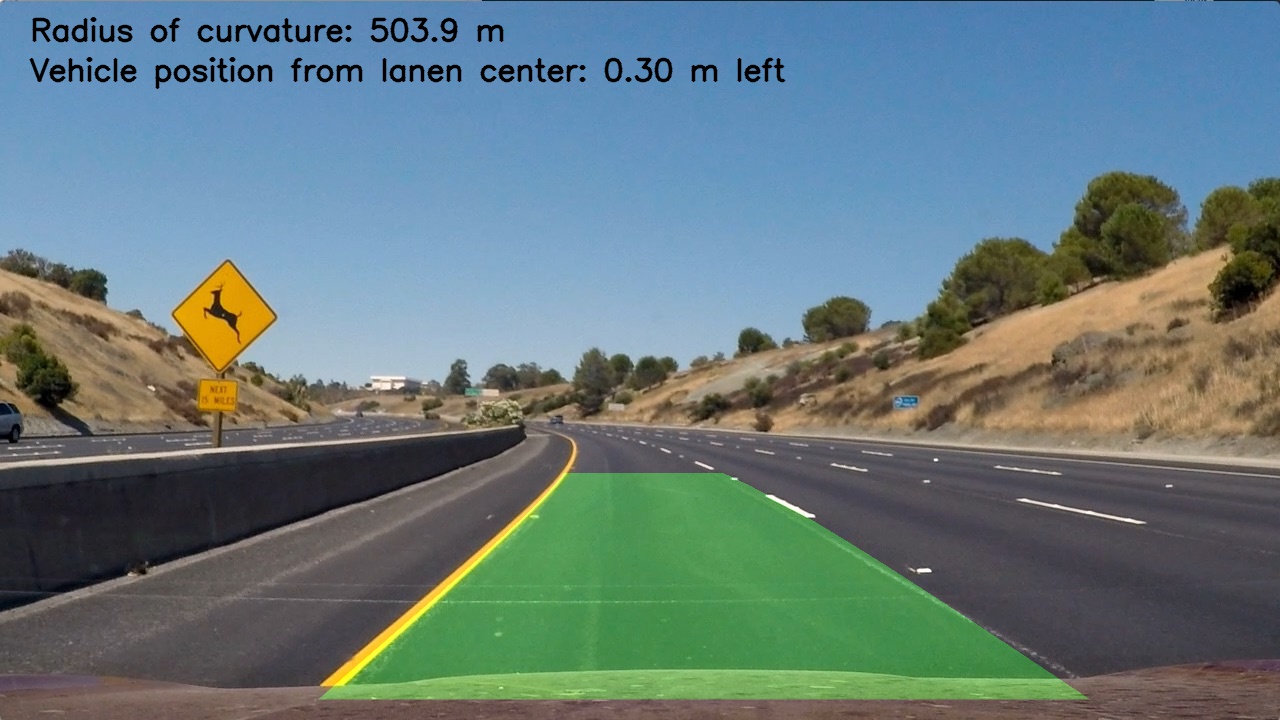 Radius of curvature: 503.9 m
Vehicle position from lanen center: 0.30 m left
NEXT
15 MILES